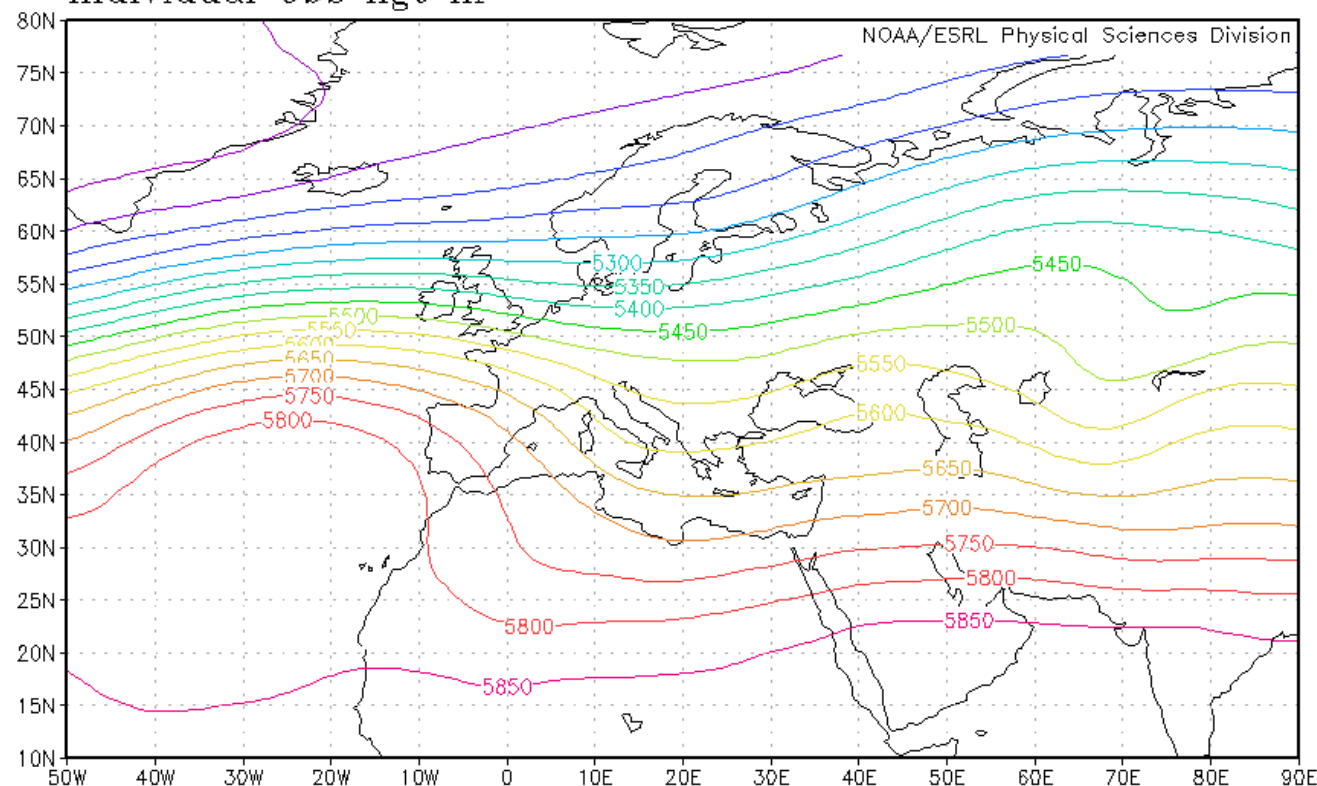 individual Obs hgt m
80N
NOAA/ESRL Physical Sciences Division
75N
70N
65N
60N
5300
5450
55N
5350
5400
5500
5500
5550
5450
50N
5600
5650
5550
5700
45N
5750
5600
5800
40N
5650
35N
5700
5750
30N
5800
25N
5850
5800
20N
5850
15N
10N
50W 40W 30W 20W 10W 0 10E 20E 30E 40E 50E 60E 70E 80E 90E